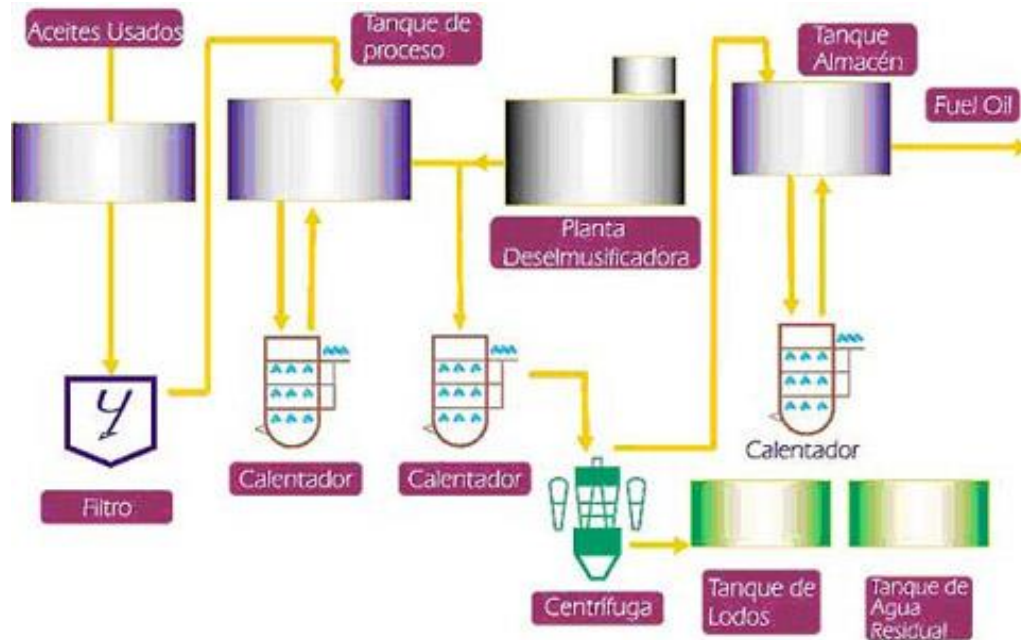 Aceites Usados
Tanque de
proceso
Tanque
Almacén
Fuel Oil
Planta
Deselmusificadora
Calentador
Calentador
Calentador
Filtro
Centrífuga
Tanque de
Lodos
Tanque de
Agua
Residual